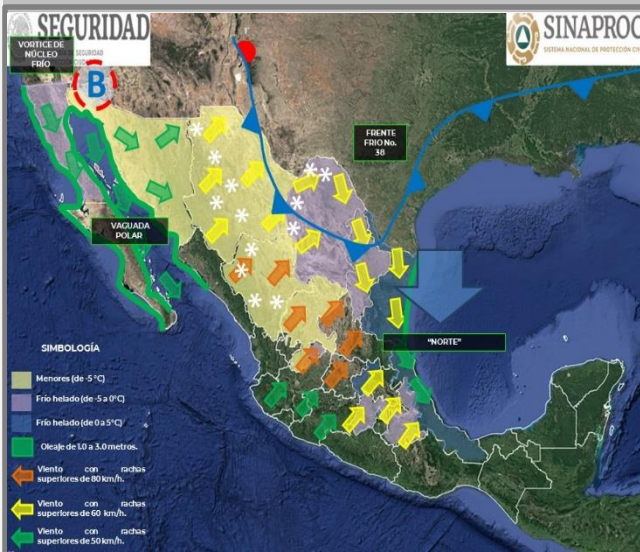 SEGURIDAD
SEGURIDAD
SINAPROC
SISTEMA NACIONAL DE PROTECCIÓN
VORTICE DE
NÚCLEO
FRÍO
B
FRENTE
FRIO No.
38
VAGUADA
POLAR
"NORTE"
SIMBOLOGÍA
Menores (de -5 °C)
Frío helado (de -5 a 0°C)
Frío helado (de 0 a 5°C)
Oleaje de 1.0 a 3.0 metros.
Viento con rachas
superiores de 80 km/h.
Viento con rachas
superiores de 60 km/h.
Viento con rachas
superiores de 50 km/h.